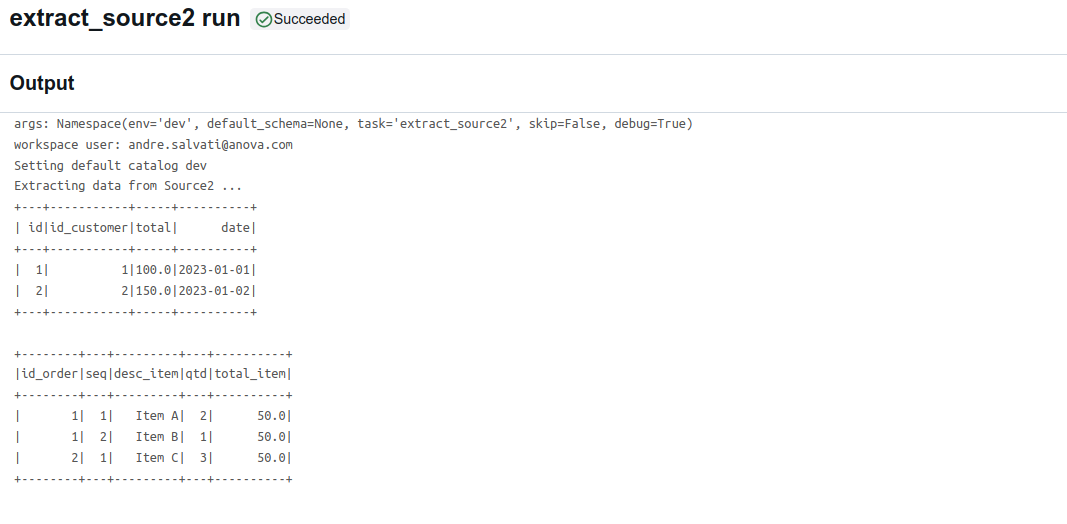 extract_source2 run Succeeded
Output
args: Namespace(env='dev', default_schema=None, task='extract_source2', skip=False, debug=True)
workspace user: andre.salvati@anova.com
Setting default catalog dev
Extracting data from Source2 ...
+---+-----------+-----+----------+
| id|id_customer|total|      date|
+---+-----------+-----+----------+
|  1|          1|100.0|2023-01-01|
|  2|          2|150.0|2023-01-02|
+---+-----------+-----+----------+
+--------+---+---------+---+----------+
|id_order|seq|desc_item|qtd|total_item|
+--------+---+---------+---+----------+
|       1|  1|   Item A|  2|      50.0|
|       1|  2|   Item B|  1|      50.0|
|       2|  1|   Item C|  3|      50.0|
+--------+---+---------+---+----------+